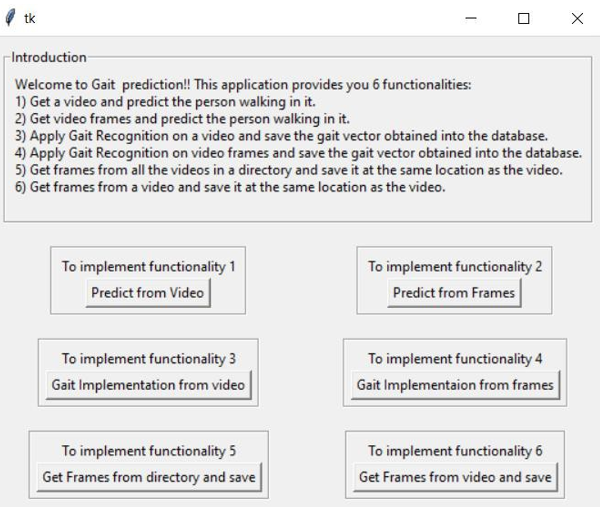 tk
Introduction
Welcome to Gait  prediction!! This application provides you 6 functionalities:
1) Get a video and predict the person walking in it.
2) Get video frames and predict the person walking in it.
3) Apply Gait Recognition on a video and save the gait vector obtained into the database.
4) Apply Gait Recognition on video frames and save the gait vector obtained into the database.
5) Get frames from all the videos in a directory and save it at the same location as the video.
6) Get frames from a video and save it at the same location as the video.
To implement functionality 1
Predict from Video
To implement functionality 2
Predict from Frames
To implement functionality 3
Gait Implementation from video
To implement functionality 4
Gait Implementaion from frames
To implement functionality 5
Get Frames from directory and save
To implement functionality 6
Get Frames from video and save